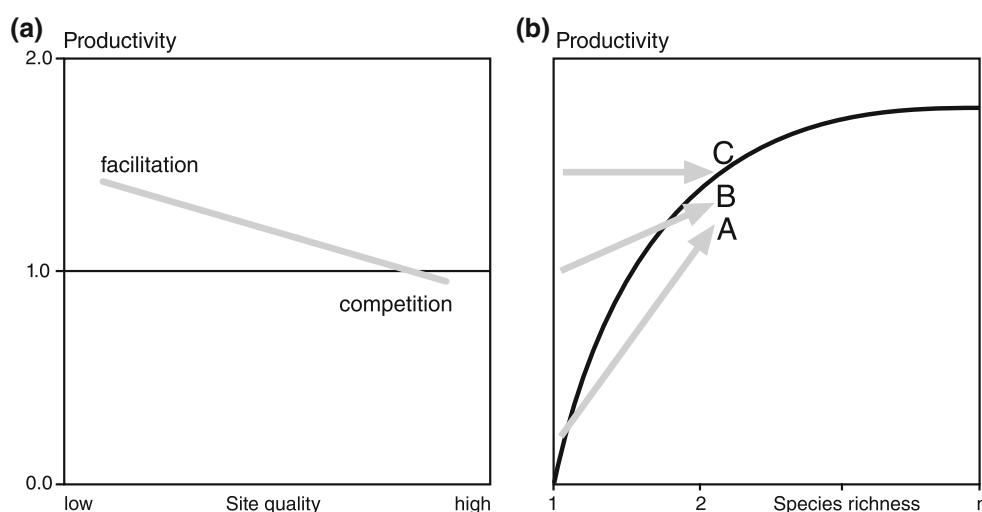 (a)
Productivity
2.0
facilitation
1.0
competition
0.0
low Site quality high
(b)
Productivity
C
B
A
1 2 Species richness n